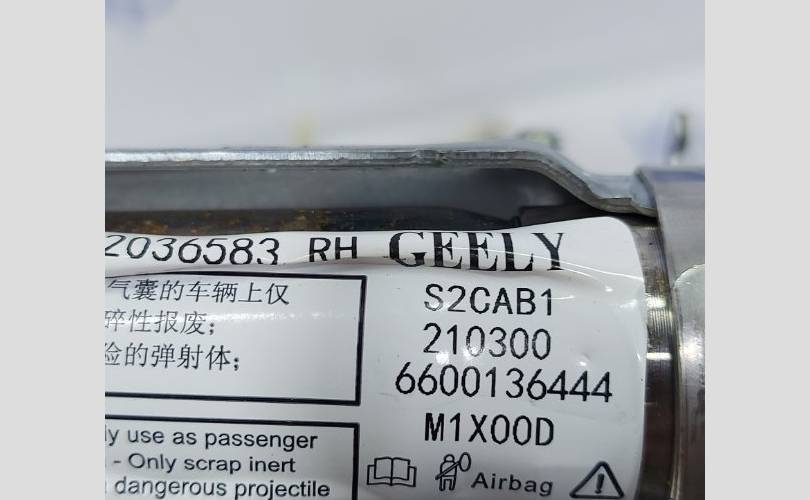 2036583 RH GEELY
气囊的车辆上仅
碎性报废;
险的弹射体;
S2CAB1
210300
6600136444
M1X00D
y use as passenger
- Only scrap inert
dangerous projectile
Airbag